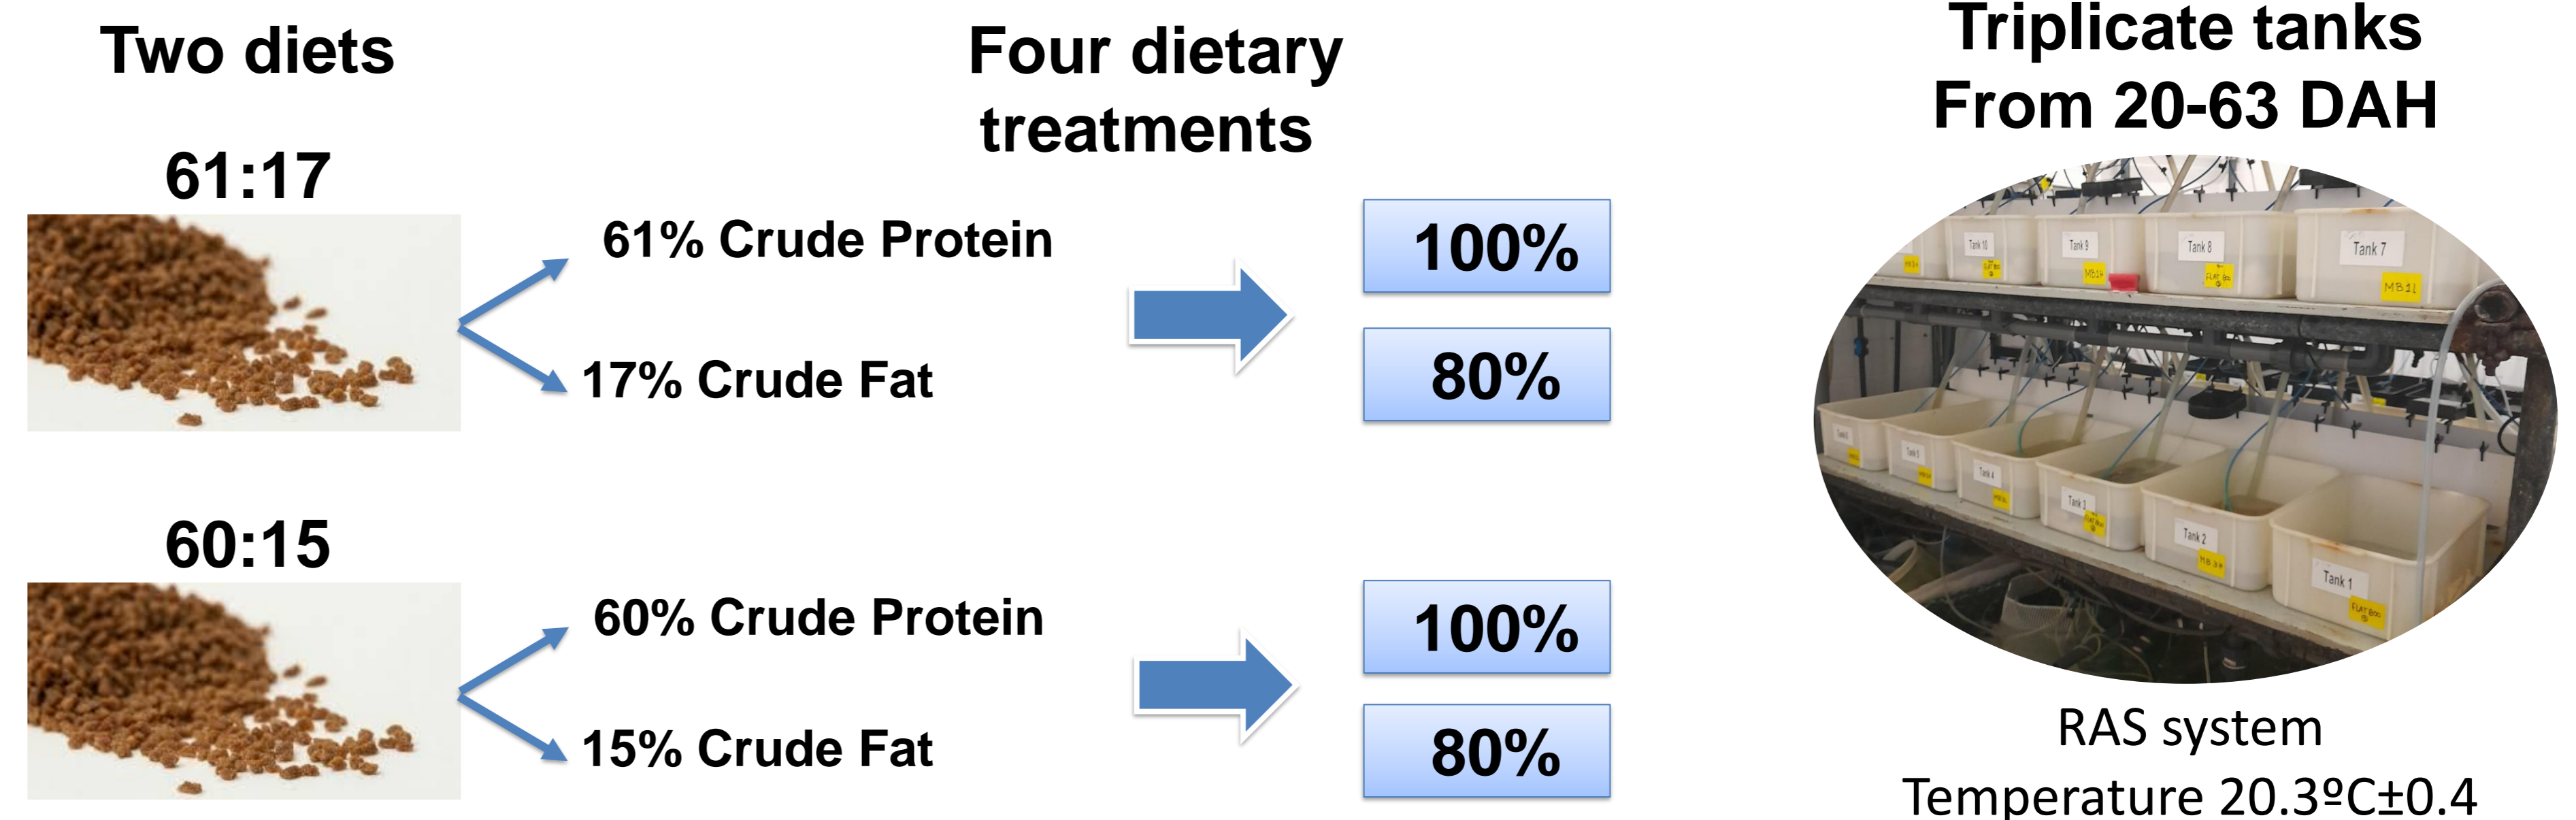 Two diets
61:17
61% Crude Protein
17% Crude Fat
60:15
60% Crude Protein
15% Crude Fat
Four dietary
treatments
100%
80%
100%
80%
Triplicate tanks
From 20-63 DAH
Tank 10
Tank 9
Tank 8
Tank 7
MB1L
Tank 4
Tank 3
Tank 2
Tank 1
RAS system
Temperature 20.3ºC±0.4